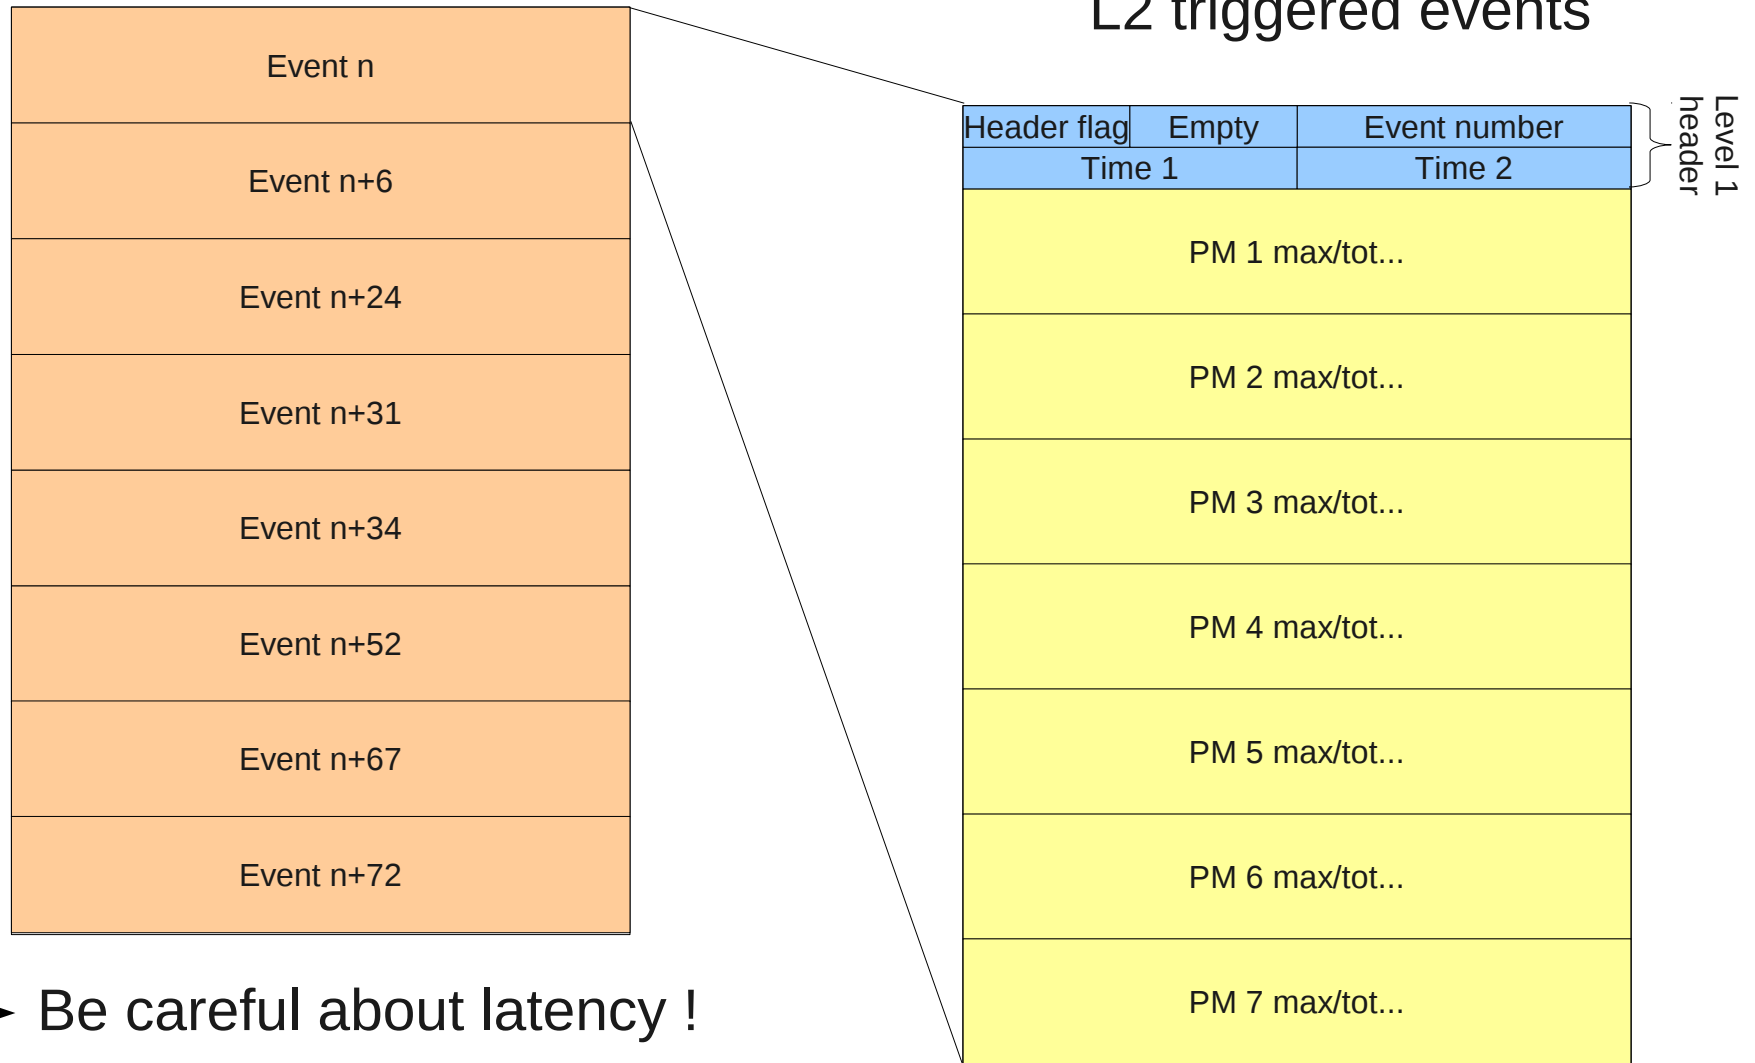 L2 triggered events
Event n
Event n+6
Event n+24
Event n+31
Event n+34
Event n+52
Event n+67
Event n+72
Header flag Empty Event number
Time 1 Time 2
Level 1
header
PM 1 max/tot...
PM 2 max/tot...
PM 3 max/tot...
PM 4 max/tot...
PM 5 max/tot...
PM 6 max/tot...
PM 7 max/tot...
Be careful about latency !